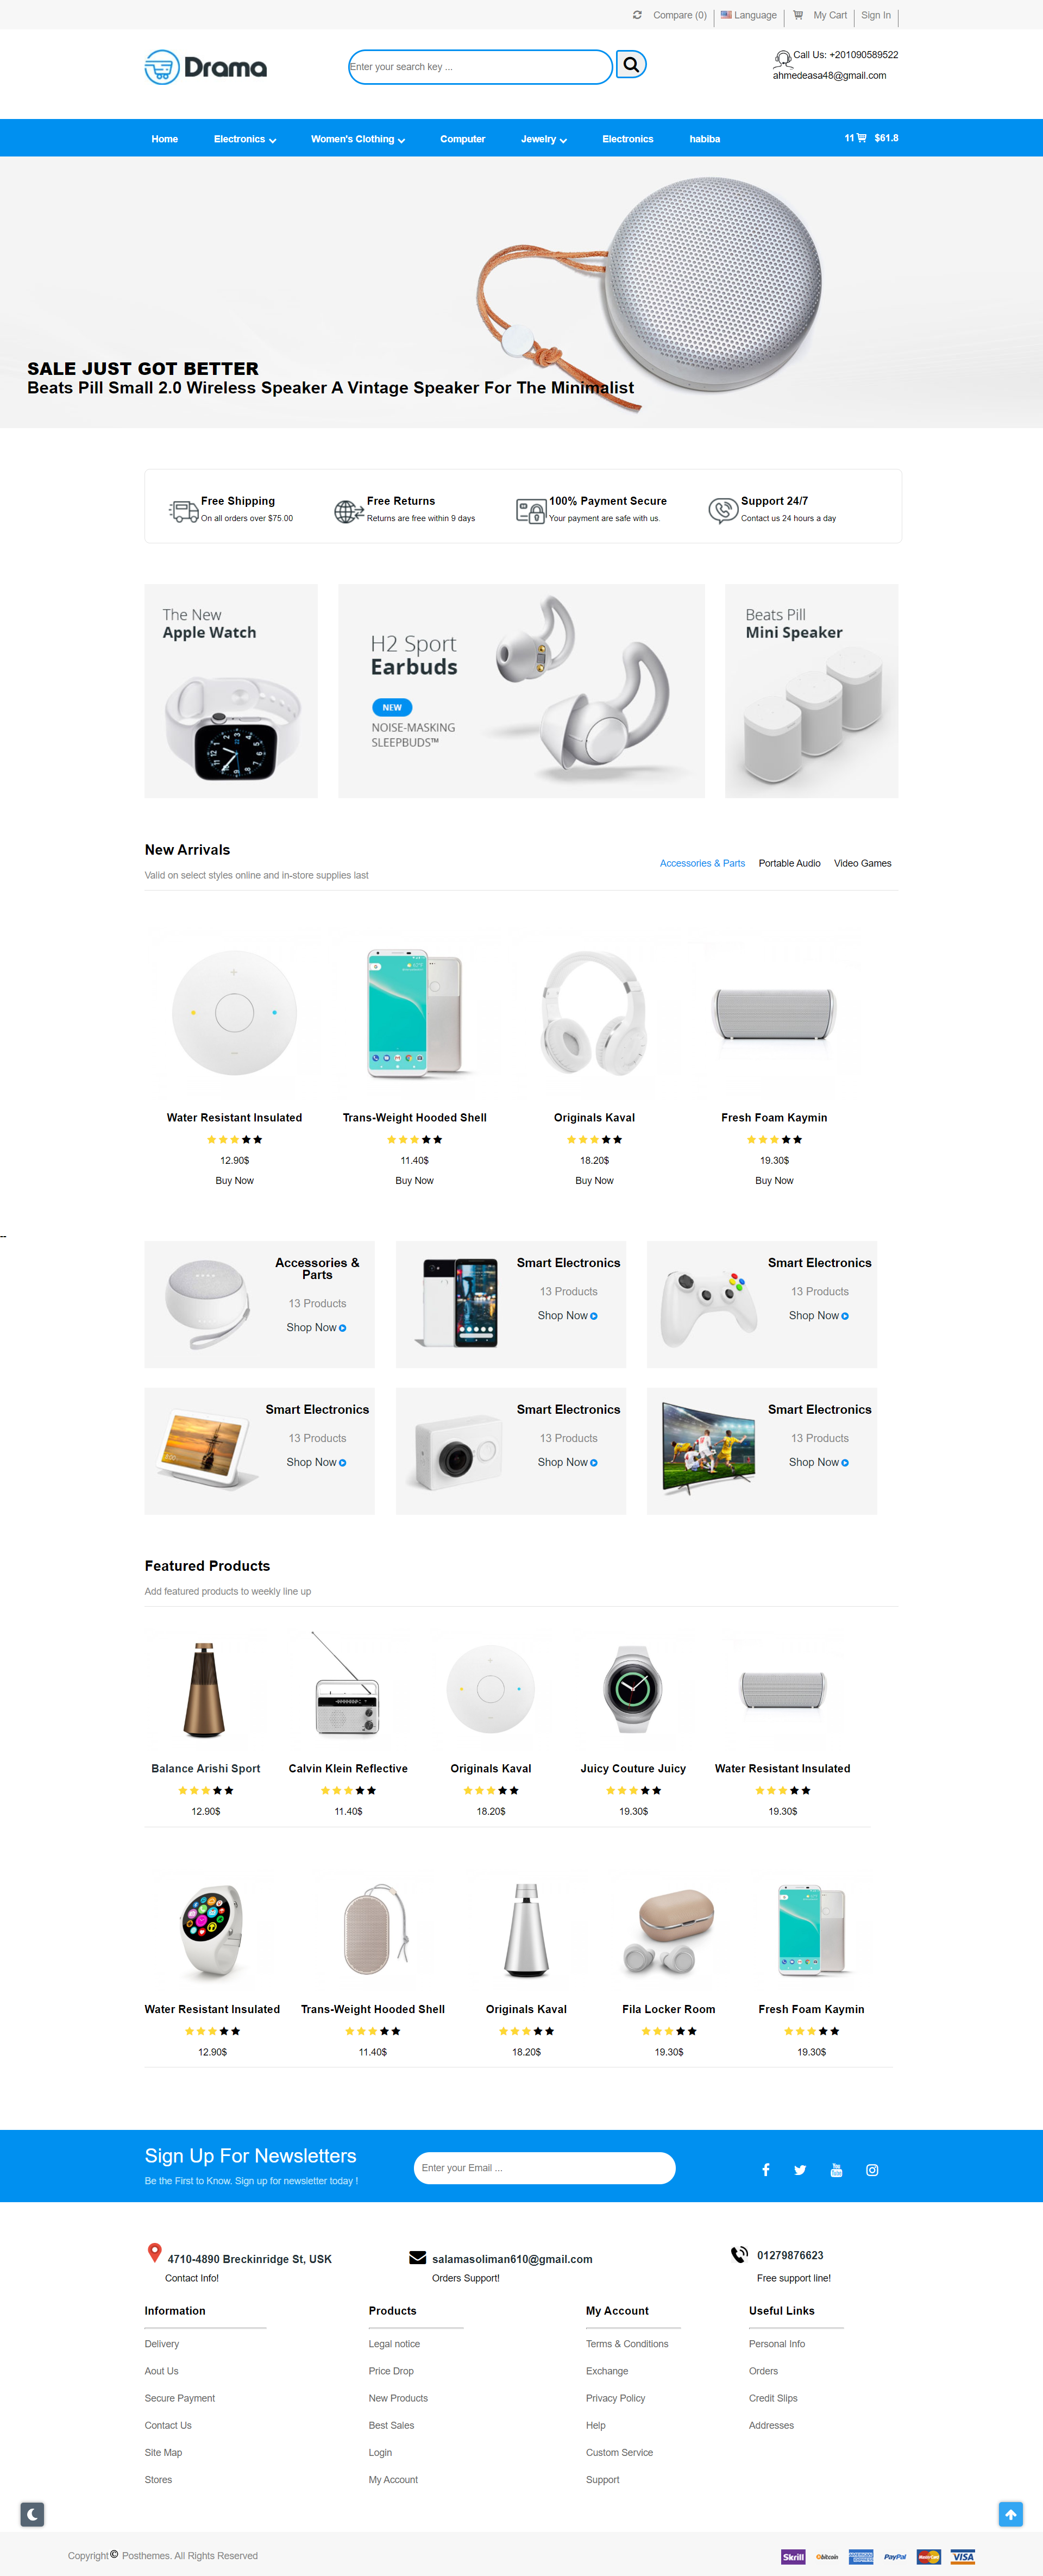 Compare (0) Language My Cart Sign In
Drama
Enter your search key ...
Call Us: +201090589522
ahmedeasa48@gmail.com
Home Electronics Women's Clothing Computer Jewelry Electronics habiba 11 $61.8
SALE JUST GOT BETTER
Beats Pill Small 2.0 Wireless Speaker A Vintage Speaker For The Minimalist
Free Shipping
On all orders over $75.00
Free Returns
Returns are free within 9 days
100% Payment Secure
Your payment are safe with us.
Support 24/7
Contact us 24 hours a day
The New
Apple Watch
H2 Sport
Earbuds
NEW
NOISE-MASKING
SLEEPBUDS™
Beats Pill
Mini Speaker
New Arrivals
Valid on select styles online and in-store supplies last
Accessories & Parts Portable Audio Video Games
Water Resistant Insulated Trans-Weight Hooded Shell Originals Kaval Fresh Foam Kaymin
12.90$ 11.40$ 18.20$ 19.30$
Buy Now Buy Now Buy Now Buy Now
--
Accessories &
Parts
13 Products
Shop Now
Smart Electronics
13 Products
Shop Now
Smart Electronics
13 Products
Shop Now
Smart Electronics
13 Products
Shop Now
Smart Electronics
13 Products
Shop Now
Smart Electronics
13 Products
Shop Now
Featured Products
Add featured products to weekly line up
Balance Arishi Sport Calvin Klein Reflective Originals Kaval Juicy Couture Juicy Water Resistant Insulated
12.90$ 11.40$ 18.20$ 19.30$ 19.30$
Water Resistant Insulated Trans-Weight Hooded Shell Originals Kaval Fila Locker Room Fresh Foam Kaymin
12.90$ 11.40$ 18.20$ 19.30$ 19.30$
Sign Up For Newsletters
Be the First to Know. Sign up for newsletter today !
Enter your Email ...
You
Tube
4710-4890 Breckinridge St, USK
Contact Info!
salamasoliman610@gmail.com
Orders Support!
01279876623
Free support line!
Information
Delivery
Aout Us
Secure Payment
Contact Us
Site Map
Stores
Products
Legal notice
Price Drop
New Products
Best Sales
Login
My Account
My Account
Terms & Conditions
Exchange
Privacy Policy
Help
Custom Service
Support
Useful Links
Personal Info
Orders
Credit Slips
Addresses
Copyright © Posthemes. All Rights Reserved
Skrill bitcoin AMERICAN EXPRESS PayPal MasterCard VISA